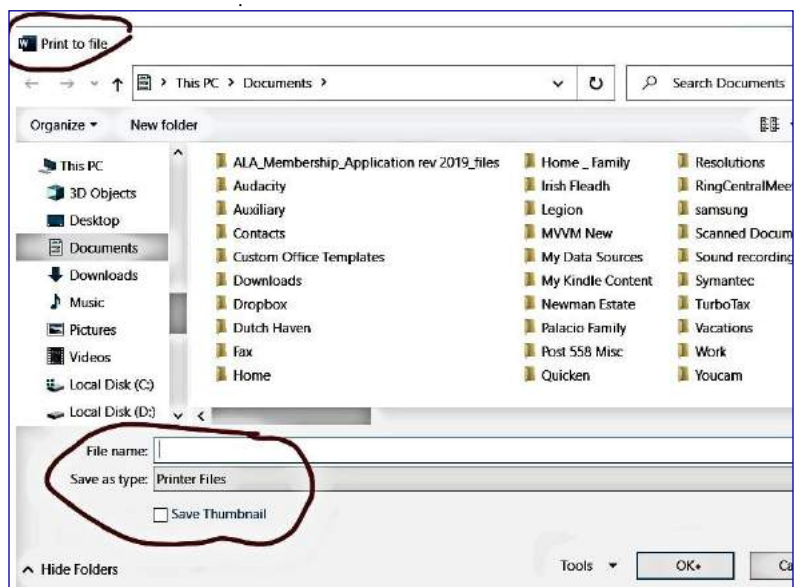 Print to file
This PC > Documents >
Search Documents
Organize
New folder
This PC
3D Objects
Desktop
Documents
Downloads
Music
Pictures
Videos
Local Disk (C:)
Local Disk (D:)
ALA_Membership_Application rev 2019_files
Audacity
Auxiliary
Contacts
Custom Office Templates
Downloads
Dropbox
Dutch Haven
Fax
Home
Home _ Family
Irish Fleadh
Legion
MVVM New
My Data Sources
My Kindle Content
Newman Estate
Palacio Family
Post 558 Misc
Quicken
Resolutions
RingCentralMee
samsung
Scanned Docum
Sound recording
Symantec
TurboTax
Vacations
Work
Youcam
File name:
Save as type: Printer Files
Save Thumbnail
Hide Folders
Tools
OK
Ca